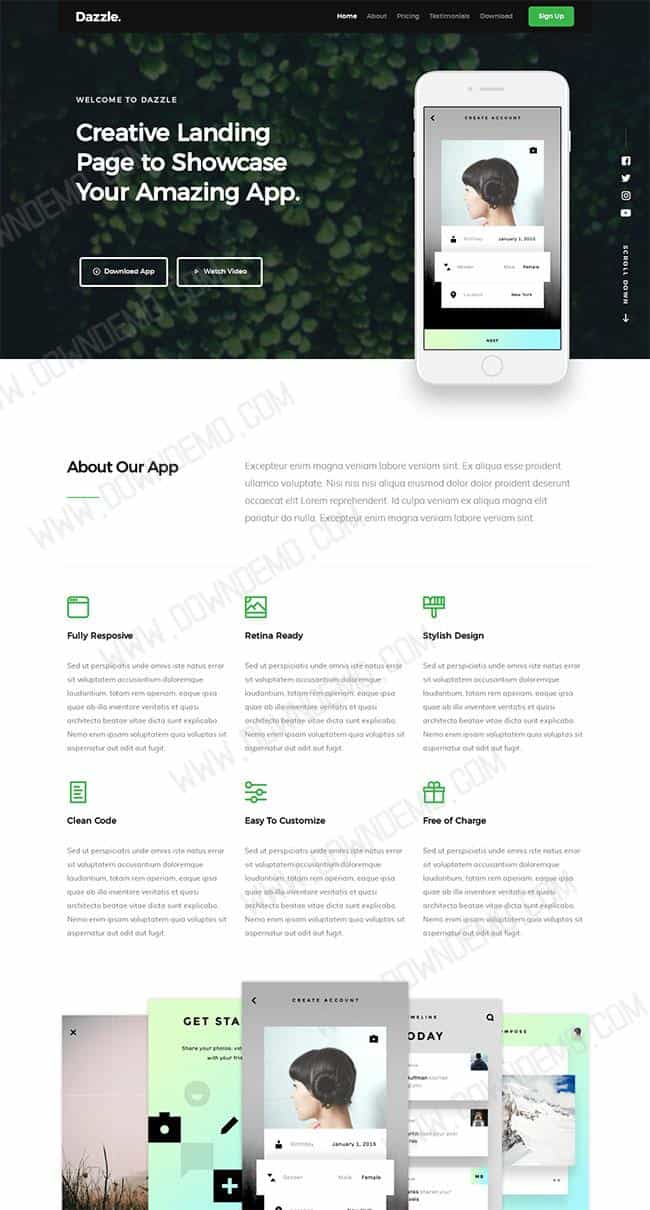 Dazzle.
Home About Pricing Testimonials Download Sign Up
WELCOME TO DAZZLE
Creative Landing
Page to Showcase
Your Amazing App.
Download App Watch Video
CREATE ACCOUNT
Birthday January 1, 2015
Gender Male Female
Location New York
NEXT
SCROLL DOWN
About Our App
Excepteur enim magna veniam labore veniam sint. Ex aliqua esse proident
ullamco voluptate. Nisi nisi nisi aliqua eiusmod dolor dolor proident deserunt
occaecat elit Lorem reprehenderit. Id culpa veniam ex aliqua magna elit
pariatur do nulla. Excepteur enim magna veniam labore veniam sint.
Fully Resposive
Sed ut perspiciatis unde omnis iste natus error
sit voluptatem accusantium doloremque
laudantium, totam rem aperiam, eaque ipsa
quae ab illo inventore veritatis et quasi
architecto beatae vitae dicta sunt explicabo.
Nemo enim ipsam voluptatem quia voluptas sit
aspernatur aut odit aut fugit.
Retina Ready
Sed ut perspiciatis unde omnis iste natus error
sit voluptatem accusantium doloremque
laudantium, totam rem aperiam, eaque ipsa
quae ab illo inventore veritatis et quasi
architecto beatae vitae dicta sunt explicabo.
Nemo enim ipsam voluptatem quia voluptas sit
aspernatur aut odit aut fugit.
Stylish Design
Sed ut perspiciatis unde omnis iste natus error
sit voluptatem accusantium doloremque
laudantium, totam rem aperiam, eaque ipsa
quae ab illo inventore veritatis et quasi
architecto beatae vitae dicta sunt explicabo.
Nemo enim ipsam voluptatem quia voluptas sit
aspernatur aut odit aut fugit.
Clean Code
Sed ut perspiciatis unde omnis iste natus error
sit voluptatem accusantium doloremque
laudantium, totam rem aperiam, eaque ipsa
quae ab illo inventore veritatis et quasi
architecto beatae vitae dicta sunt explicabo.
Nemo enim ipsam voluptatem quia voluptas sit
aspernatur aut odit aut fugit.
Easy To Customize
Sed ut perspiciatis unde omnis iste natus error
sit voluptatem accusantium doloremque
laudantium, totam rem aperiam, eaque ipsa
quae ab illo inventore veritatis et quasi
architecto beatae vitae dicta sunt explicabo.
Nemo enim ipsam voluptatem quia voluptas sit
aspernatur aut odit aut fugit.
Free of Charge
Sed ut perspiciatis unde omnis iste natus error
sit voluptatem accusantium doloremque
laudantium, totam rem aperiam, eaque ipsa
quae ab illo inventore veritatis et quasi
architecto beatae vitae dicta sunt explicabo.
Nemo enim ipsam voluptatem quia voluptas sit
aspernatur aut odit aut fugit.
GET STA
Share your photos, vid
with your frie
CREATE ACCOUNT
Birthday January 1, 2015
Gender Male Female
Location New York
MELINE
ODAY
MPOSE
WWW.DOWNDEMO.COM
WWW.DOWNDEMO.COM
WWW.DOWNDEMO.COM
WWW.DOWNDEMO.COM